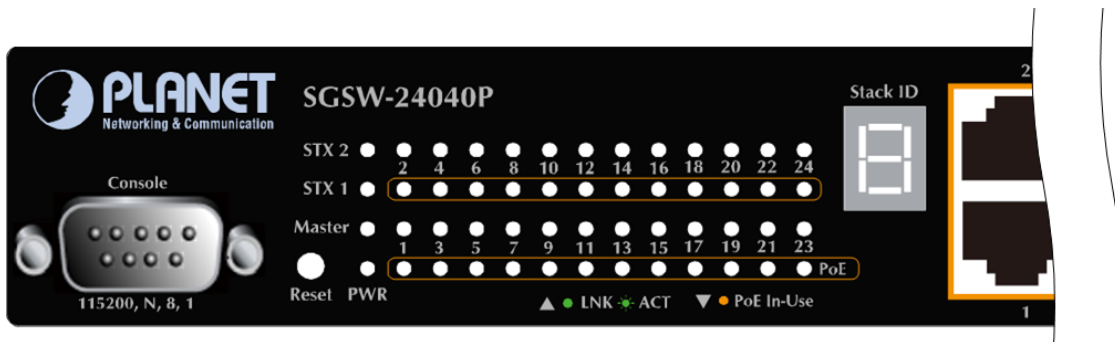 PLANET
Networking & Communication
SGSW-24040P
Stack ID
2
STX 2
2 4 6 8 10 12 14 16 18 20 22 24
STX 1
Console
Master
1 3 5 7 9 11 13 15 17 19 21 23
PoE
Reset PWR
115200, N, 8, 1
LNK ACT PoE In-Use
1